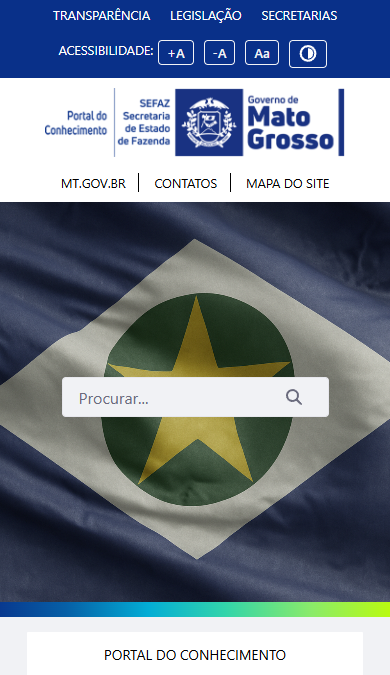 TRANSPARÊNCIA LEGISLAÇÃO SECRETARIAS
ACESSIBILIDADE: +A -A Aa
Portal do
Conhecimento
SEFAZ
Secretaria
de Estado
de Fazenda
Governo de
Mato
Grosso
MT.GOV.BR CONTATOS MAPA DO SITE
Procurar...
PORTAL DO CONHECIMENTO